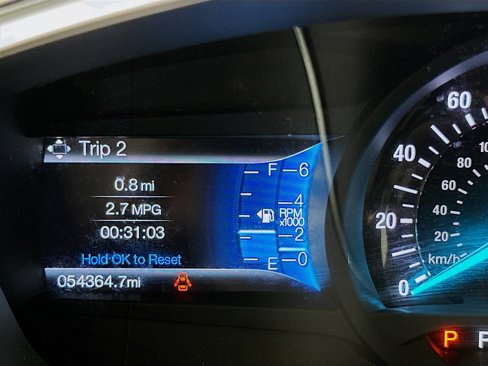 Trip 2
0.8 mi
2.7 MPG
00:31:03
Hold OK to Reset
054364.7mi
F
E
6
4
RPM
x1000
2
0
60
40
20
0
100
80
60
40
20
km/h
P